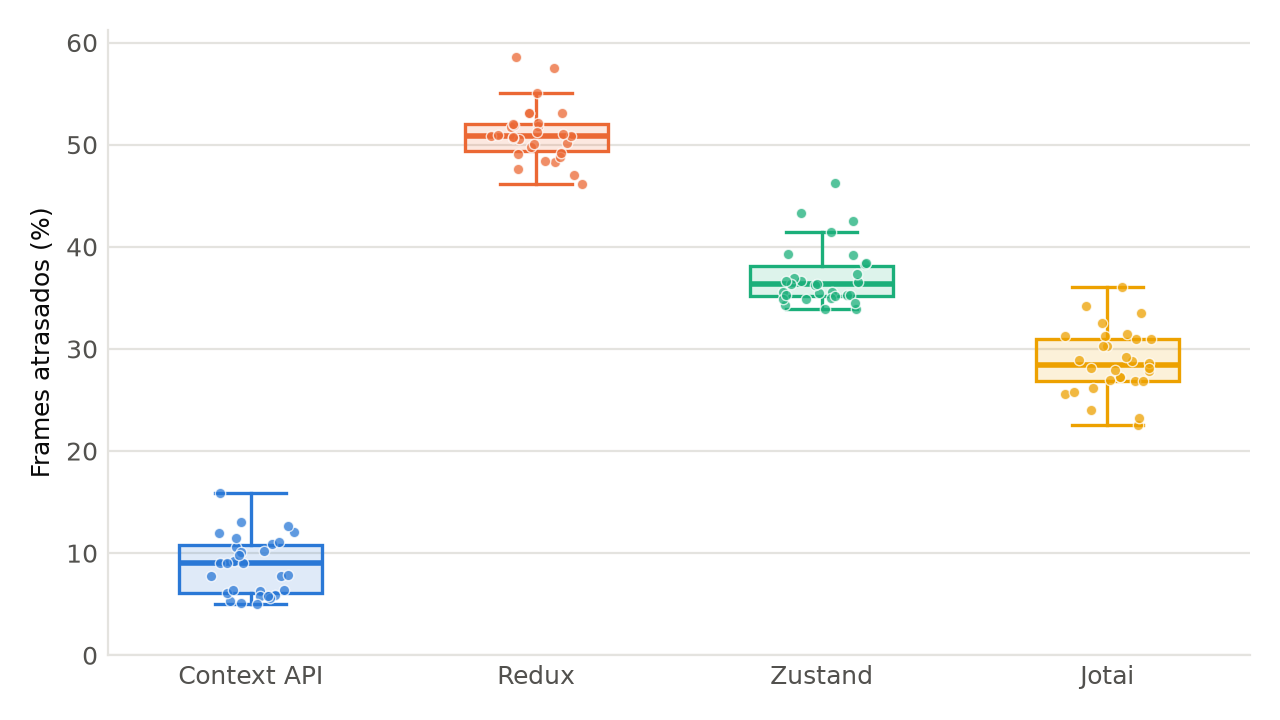 Frames atrasados (%)
60
50
40
30
20
10
0
Context API
Redux
Zustand
Jotai